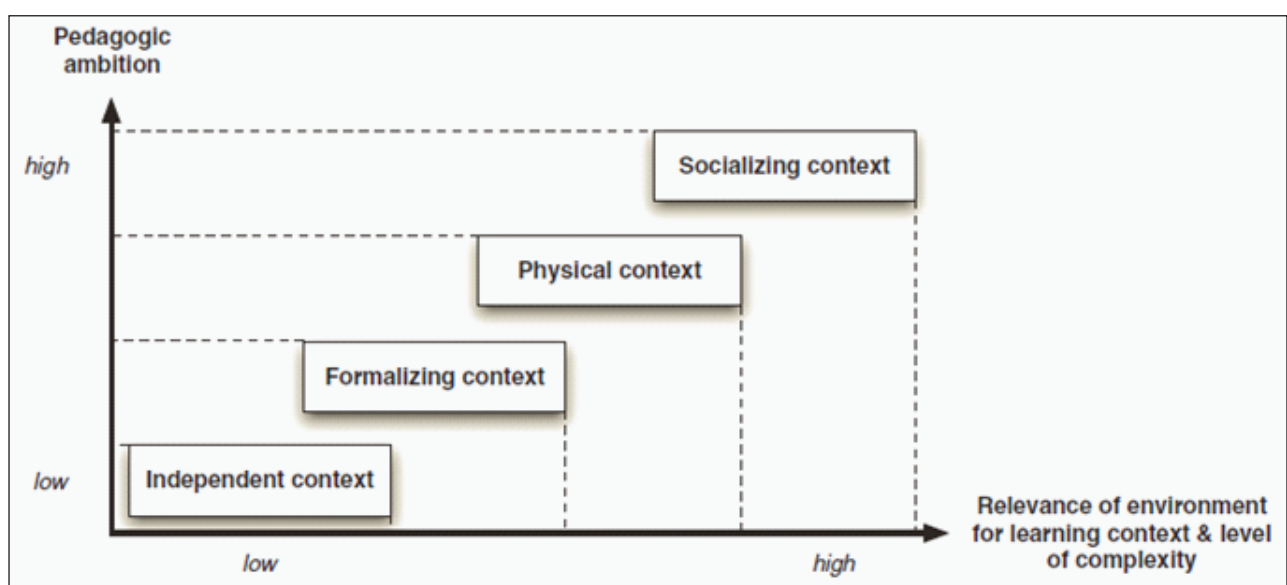 Pedagogic
ambition
high
Socializing context
Physical context
Formalizing context
low
Independent context
Relevance of environment
for learning context & level
of complexity
low
high